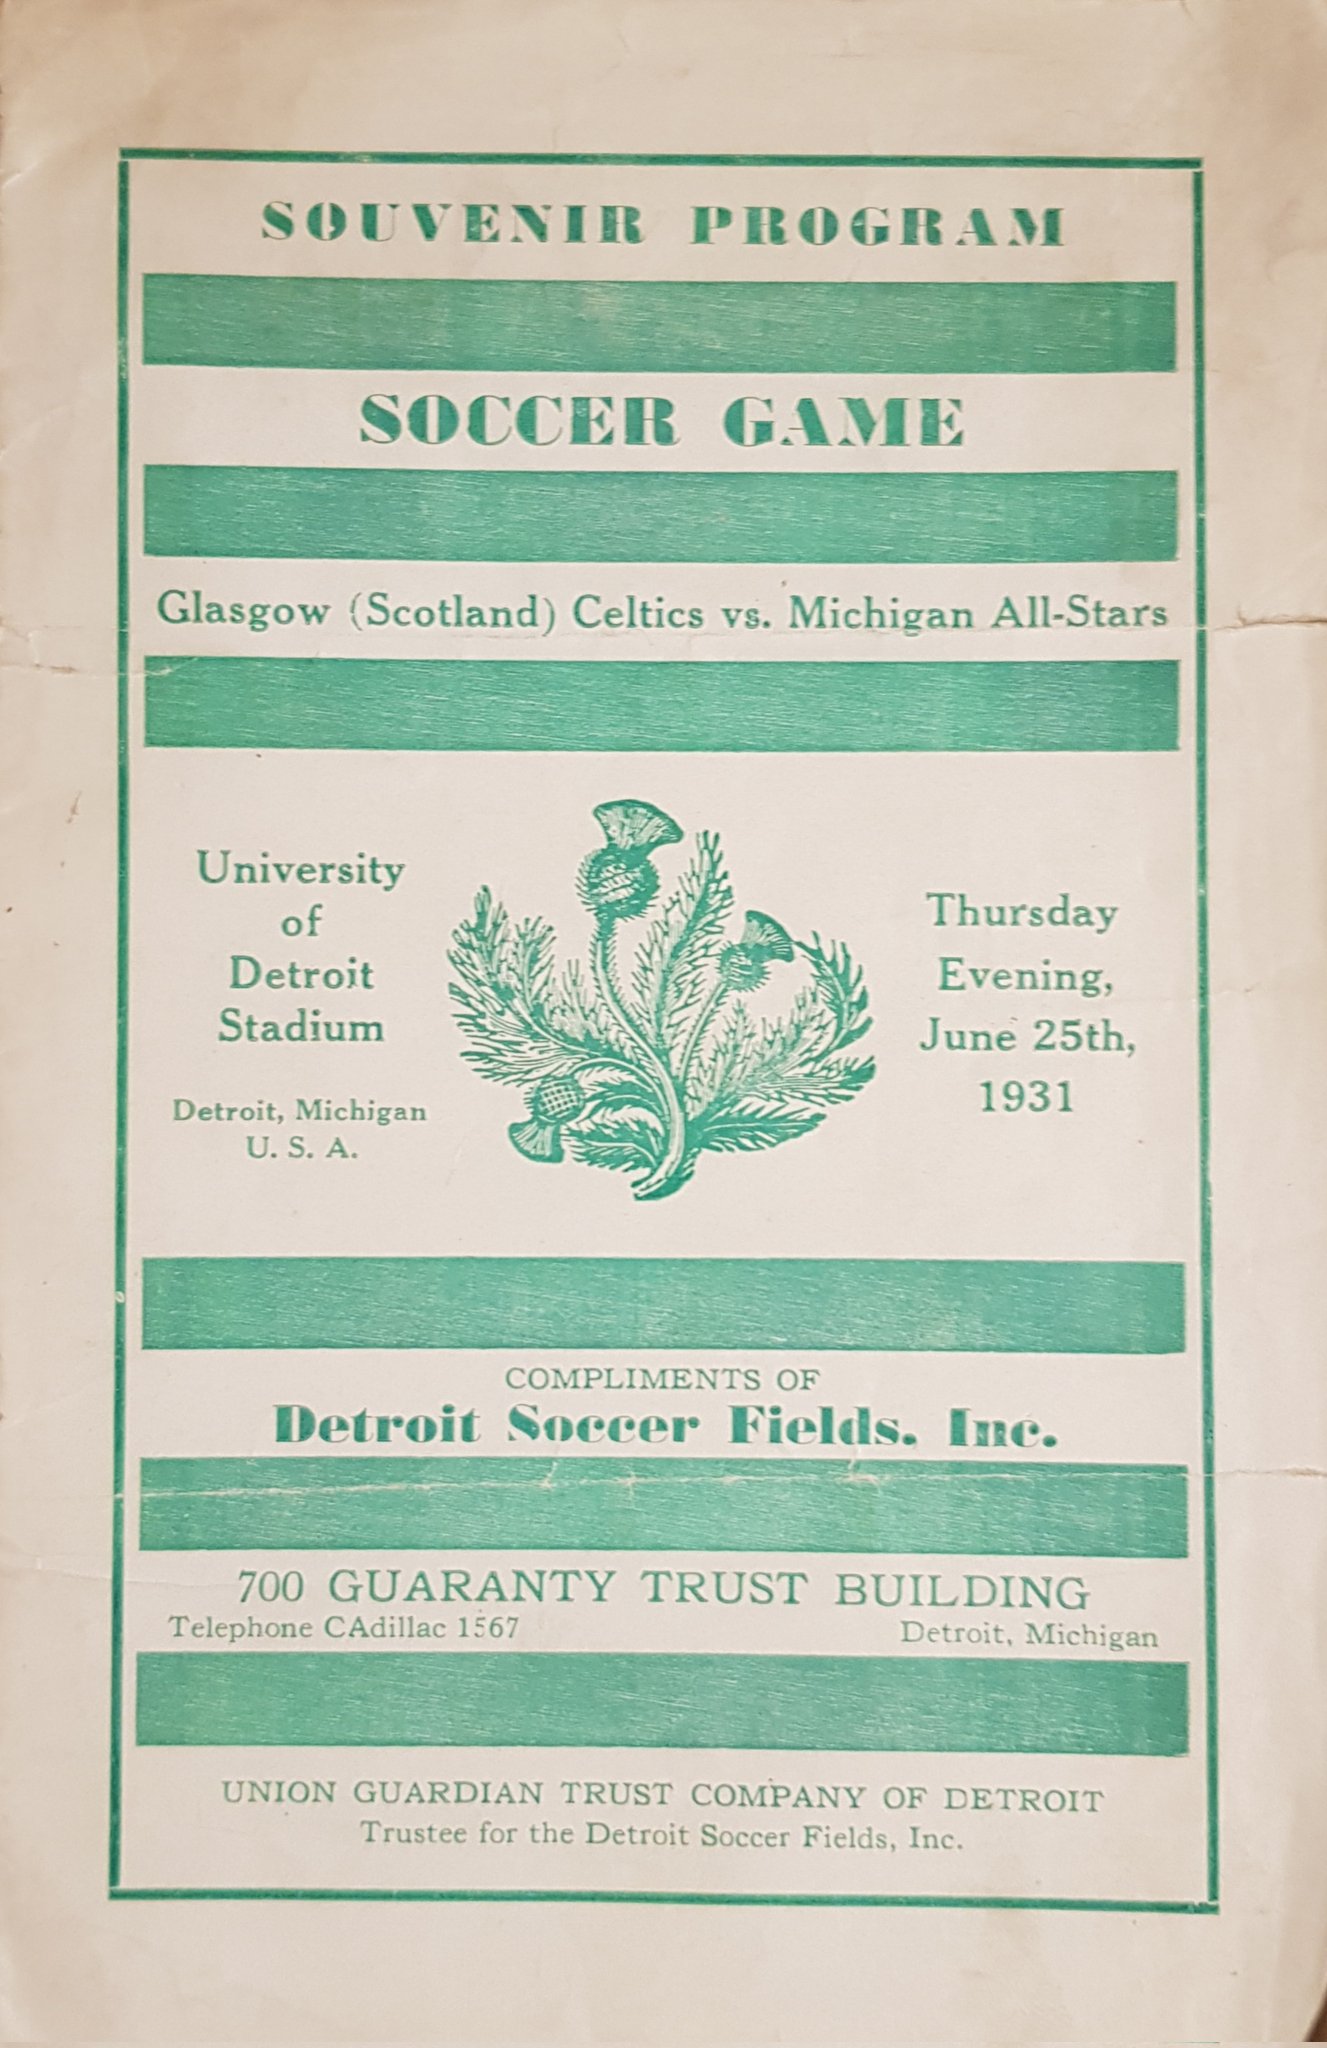 SOUVENIR PROGRAM
SOCCER GAME
Glasgow (Scotland) Celtics vs. Michigan All-Stars
University
of
Detroit
Stadium
Detroit, Michigan
U. S. A.
Thursday
Evening,
June 25th,
1931
COMPLIMENTS OF
Detroit Soccer Fields, Inc.
700 GUARANTY TRUST BUILDING
Telephone CAdillac 1567 Detroit, Michigan
UNION GUARDIAN TRUST COMPANY OF DETROIT
Trustee for the Detroit Soccer Fields, Inc.